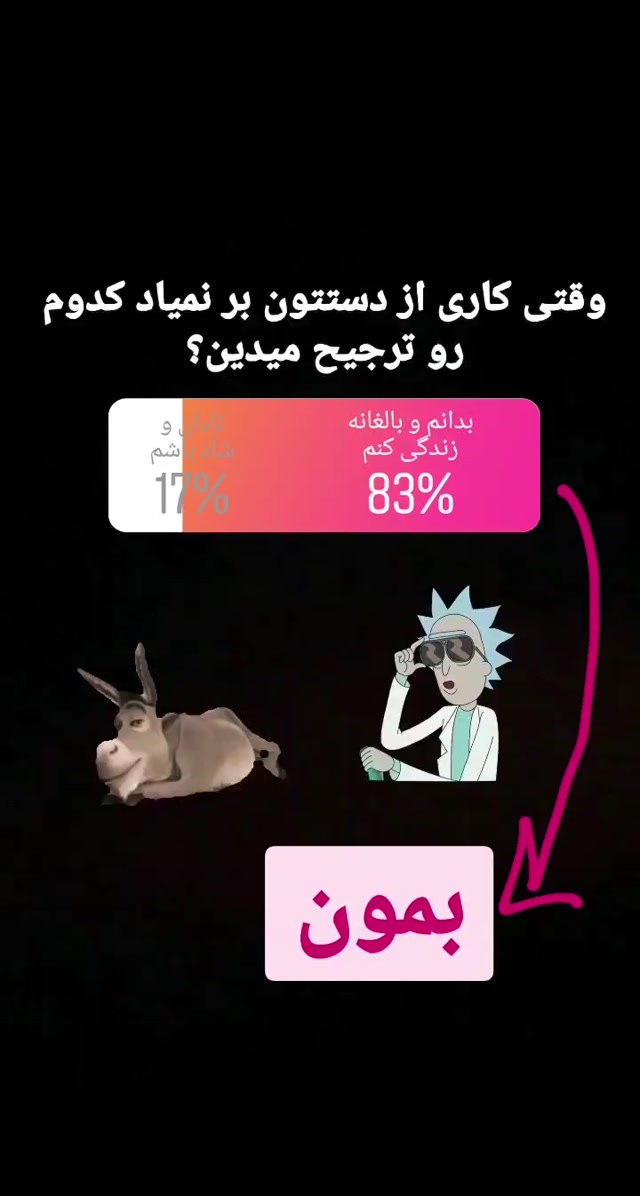 وقتی کاری از دستتون بر نمیاد کدوم
رو ترجیح میدین؟
بدانم و بالغانه
زندگی کنم
83%
نادان و
شاد باشم
17%
بمون